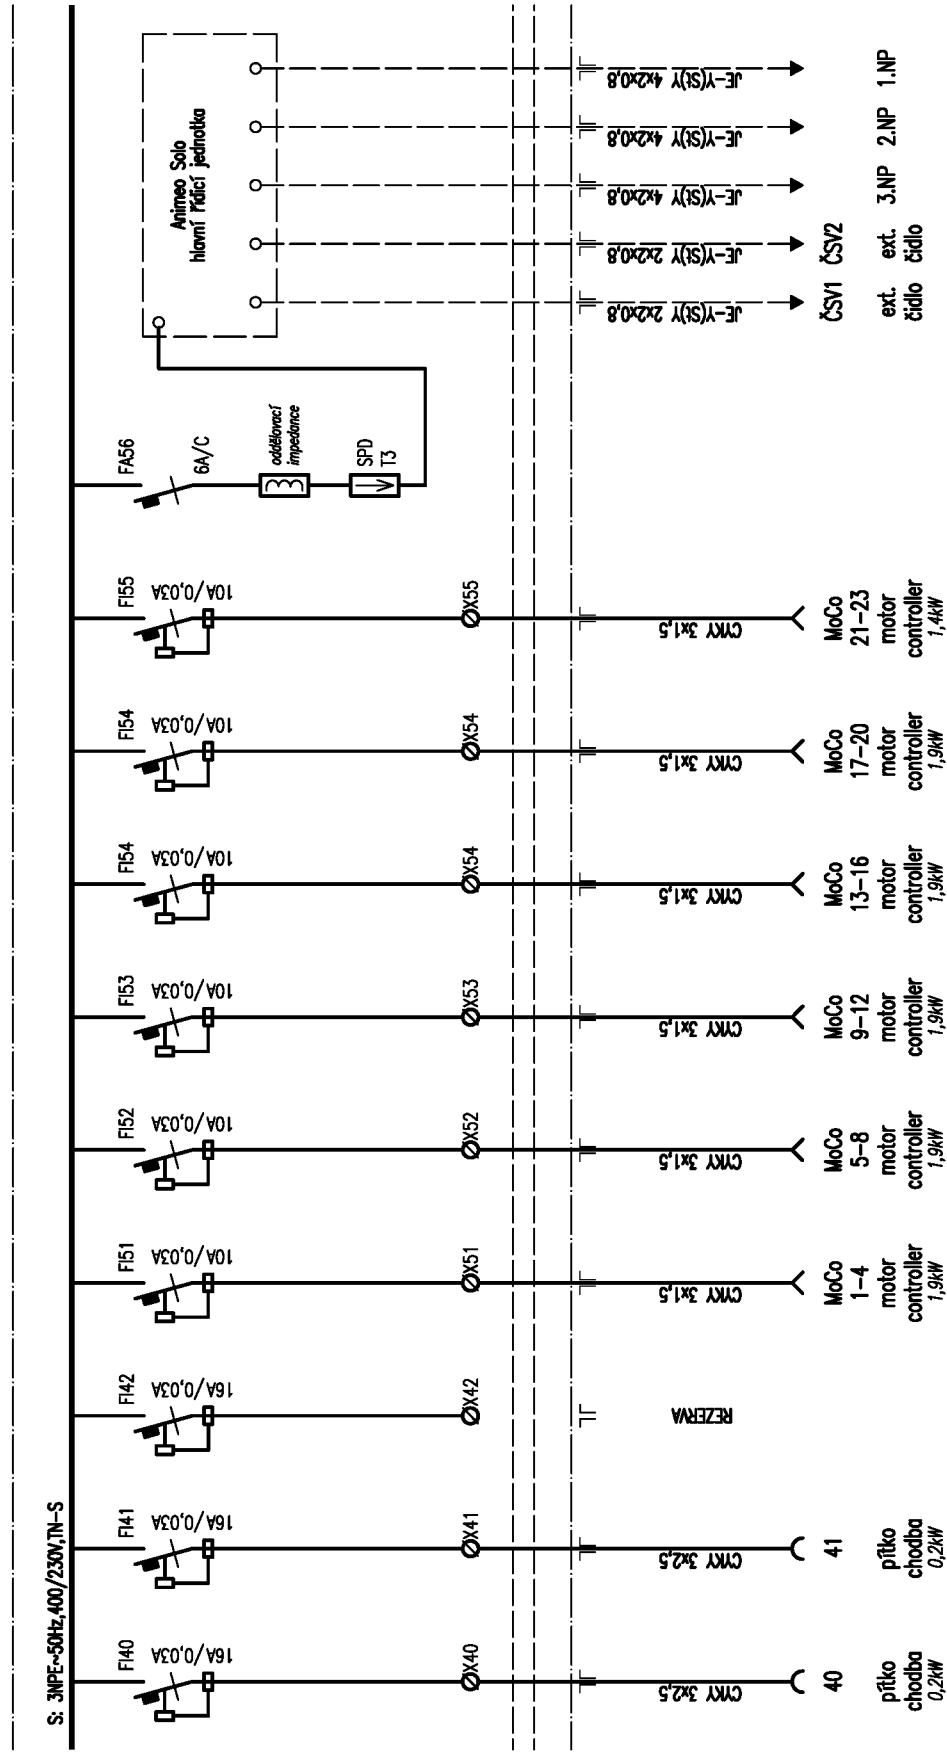 S: 3NPE~50Hz,400/230V,TN-S
FI40
16A/0,03A
X40
CYKY 3x2,5
40
pítko
chodba
0,2kW
FI41
16A/0,03A
X41
CYKY 3x2,5
41
pítko
chodba
0,2kW
FI42
16A/0,03A
X42
REZERVA
FI51
10A/0,03A
X51
CYKY 3x1,5
MoCo
1-4
motor
controller
1,9kW
FI52
10A/0,03A
X52
CYKY 3x1,5
MoCo
5-8
motor
controller
1,9kW
FI53
10A/0,03A
X53
CYKY 3x1,5
MoCo
9-12
motor
controller
1,9kW
FI54
10A/0,03A
X54
CYKY 3x1,5
MoCo
13-16
motor
controller
1,9kW
FI54
10A/0,03A
X54
CYKY 3x1,5
MoCo
17-20
motor
controller
1,9kW
FI55
10A/0,03A
X55
CYKY 3x1,5
MoCo
21-23
motor
controller
1,4kW
FA56
6A/C
oddělovací
impedance
SPD
T3
Animeo Solo
hlavní řídicí jednotka
JE-Y(St)Y 2x2x0,8
ČSV1
ext.
čidlo
JE-Y(St)Y 2x2x0,8
ČSV2
ext.
čidlo
JE-Y(St)Y 4x2x0,8
3.NP
JE-Y(St)Y 4x2x0,8
2.NP
JE-Y(St)Y 4x2x0,8
1.NP